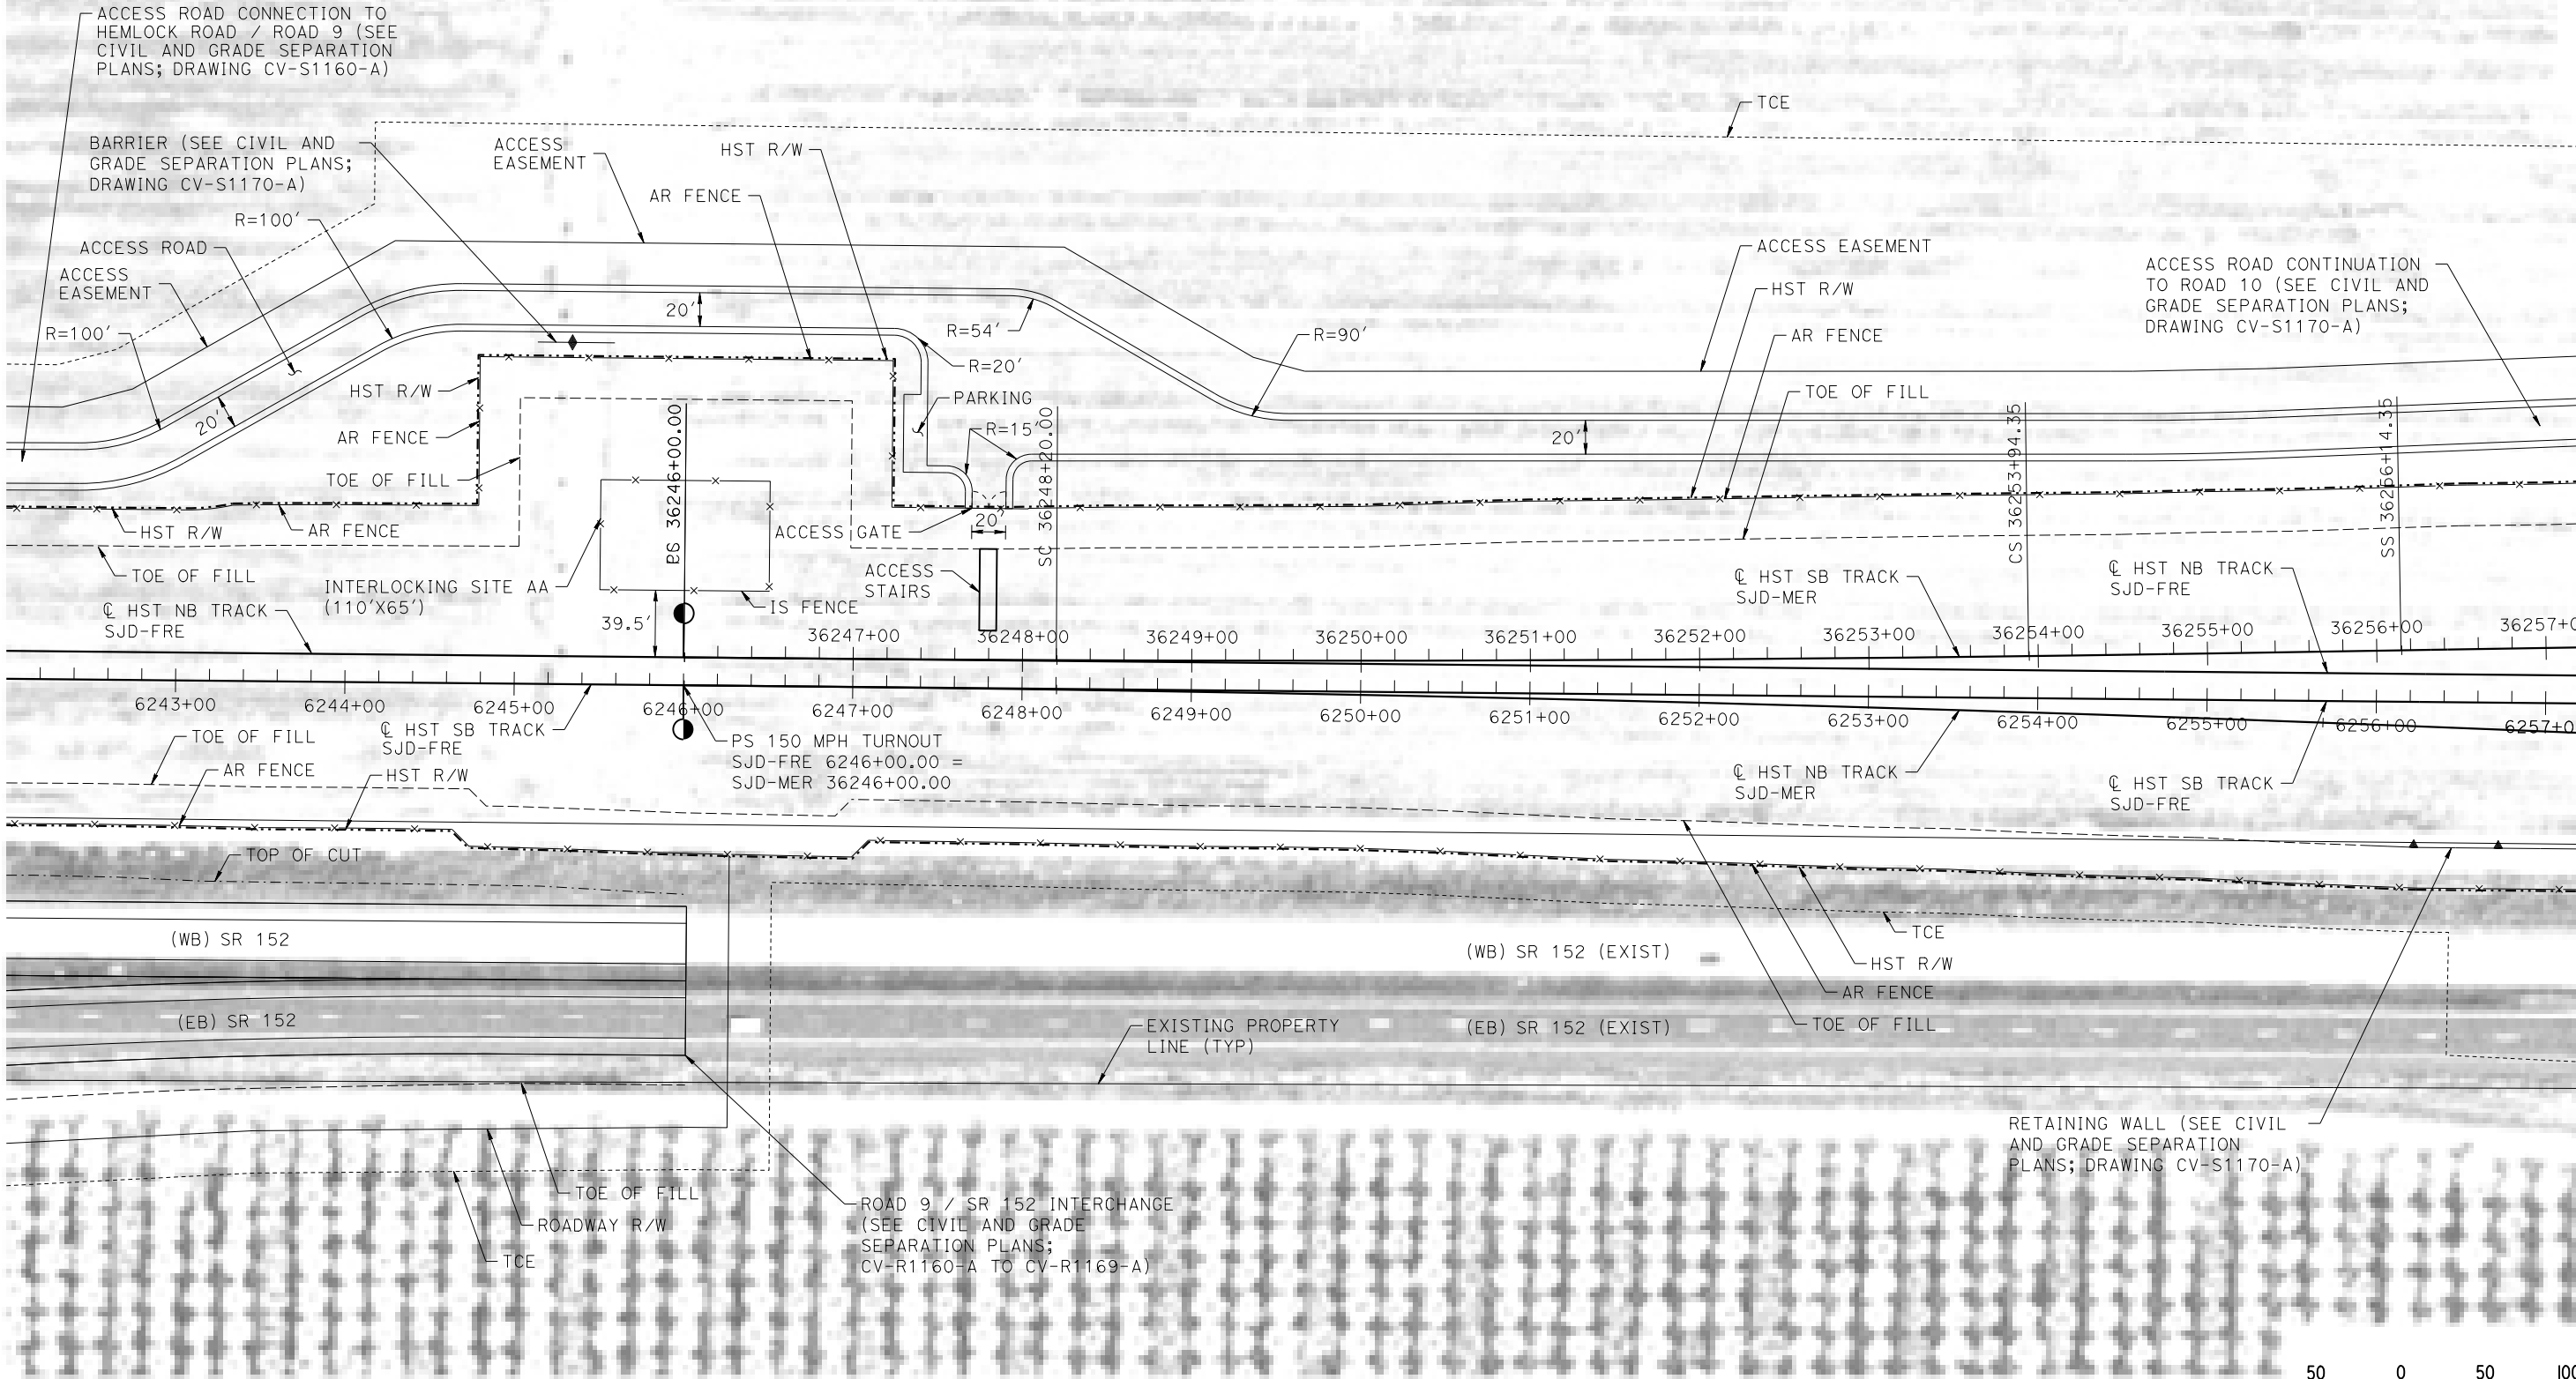 ACCESS ROAD CONNECTION TO
HEMLOCK ROAD / ROAD 9 (SEE
CIVIL AND GRADE SEPARATION
PLANS; DRAWING CV-S1160-A)
TCE
BARRIER (SEE CIVIL AND
GRADE SEPARATION PLANS;
DRAWING CV-S1170-A)
ACCESS
EASEMENT
HST R/W
AR FENCE
R=100'
ACCESS ROAD
ACCESS
EASEMENT
R=100'
20'
HST R/W
AR FENCE
TOE OF FILL
20'
R=54'
R=20'
PARKING
R=15'
R=90'
ACCESS EASEMENT
HST R/W
AR FENCE
TOE OF FILL
ACCESS ROAD CONTINUATION
TO ROAD 10 (SEE CIVIL AND
GRADE SEPARATION PLANS;
DRAWING CV-S1170-A)
20'
36246+00.00
SC 36248+20.00
CS 36253+94.35
SS 36256+14.35
HST R/W
AR FENCE
TOE OF FILL
ACCESS GATE
20'
ACCESS
STAIRS
INTERLOCKING SITE AA
(110'X65')
IS FENCE
39.5'
℄ HST NB TRACK
SJD-FRE
℄ HST SB TRACK
SJD-MER
℄ HST NB TRACK
SJD-FRE
36247+00
36248+00
36249+00
36250+00
36251+00
36252+00
36253+00
36254+00
36255+00
36256+00
36257+0
6243+00
6244+00
6245+00
6246+00
6247+00
6248+00
6249+00
6250+00
6251+00
6252+00
6253+00
6254+00
6255+00
6256+00
6257+0
TOE OF FILL
℄ HST SB TRACK
SJD-FRE
AR FENCE
HST R/W
PS 150 MPH TURNOUT
SJD-FRE 6246+00.00 =
SJD-MER 36246+00.00
℄ HST NB TRACK
SJD-MER
℄ HST SB TRACK
SJD-FRE
TOP OF CUT
(WB) SR 152
(EB) SR 152
(WB) SR 152 (EXIST)
(EB) SR 152 (EXIST)
TCE
HST R/W
AR FENCE
TOE OF FILL
EXISTING PROPERTY
LINE (TYP)
RETAINING WALL (SEE CIVIL
AND GRADE SEPARATION
PLANS; DRAWING CV-S1170-A)
TOE OF FILL
ROADWAY R/W
TCE
ROAD 9 / SR 152 INTERCHANGE
(SEE CIVIL AND GRADE
SEPARATION PLANS;
CV-R1160-A TO CV-R1169-A)
50 0 50 100